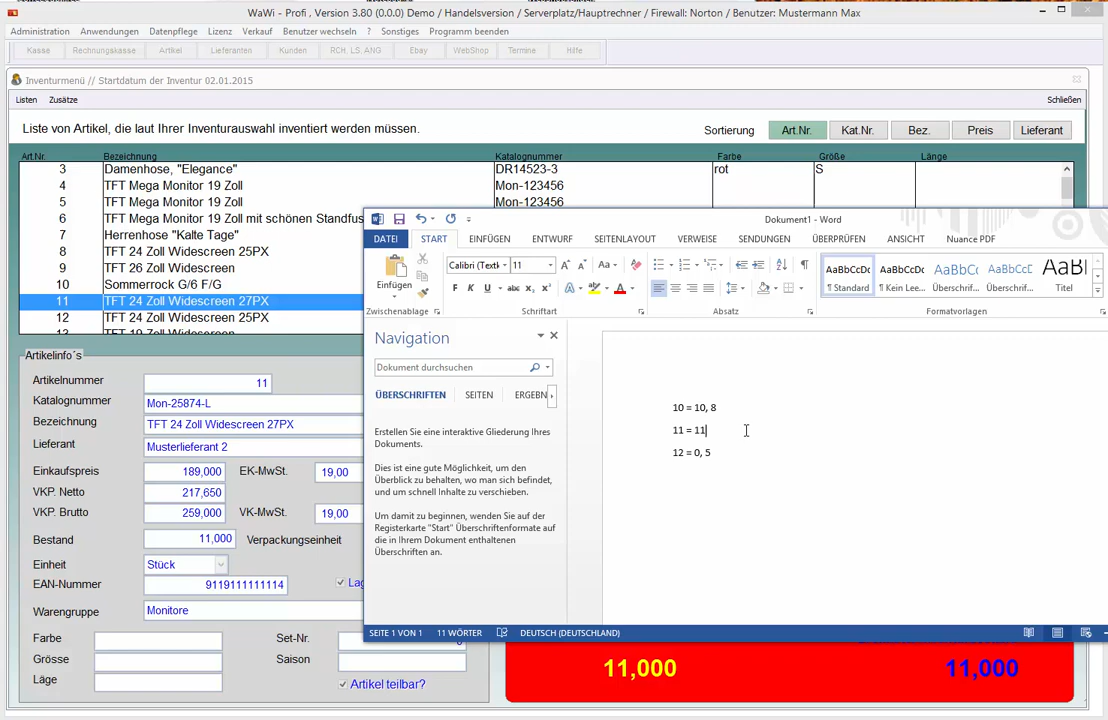 WaWi - Profi , Version 3.80 (0.0.0) Demo / Handelsversion / Serverplatz/Hauptrechner / Firewall: Norton / Benutzer: Mustermann Max
Administration Anwendungen Datenpflege Lizenz Verkauf Benutzer wechseln ? Sonstiges Programm beenden
Kasse Rechnungskasse Artikel Lieferanten Kunden RCH. LS. ANG Ebay WebShop Termine Hilfe
Inventurmenü // Startdatum der Inventur 02.01.2015
Listen Zusätze Schließen
Liste von Artikel, die laut Ihrer Inventurauswahl inventiert werden müssen. Sortierung Art.Nr. Kat.Nr. Bez. Preis Lieferant
Art.Nr. Bezeichnung Katalognummer Farbe Größe Länge
3 Damenhose, "Elegance" DR14523-3 rot S
4 TFT Mega Monitor 19 Zoll Mon-123456
5 TFT Mega Monitor 19 Zoll Mon-123456
6 TFT Mega Monitor 19 Zoll mit schönen Standfus
7 Herrenhose "Kalte Tage"
8 TFT 24 Zoll Widescreen 25PX
9 TFT 26 Zoll Widescreen
10 Sommerrock G/6 F/G
11 TFT 24 Zoll Widescreen 27PX
12 TFT 24 Zoll Widescreen 25PX
13 TFT 19 Zoll Widescreen
Artikelinfo´s
Artikelnummer 11
Katalognummer Mon-25874-L
Bezeichnung TFT 24 Zoll Widescreen 27PX
Lieferant Musterlieferant 2
Einkaufspreis 189,000 EK-MwSt. 19,00
VKP. Netto 217,650
VKP. Brutto 259,000 VK-MwSt. 19,00
Bestand 11,000 Verpackungseinheit
Einheit Stück
EAN-Nummer 9119111111114 Lag
Warengruppe Monitore
Farbe Set-Nr.
Grösse Saison
Läge Artikel teilbar?
11,000 11,000
Dokument1 - Word
DATEI START EINFÜGEN ENTWURF SEITENLAYOUT VERWEISE SENDUNGEN ÜBERPRÜFEN ANSICHT Nuance PDF
Einfügen
Calibri (Textk 11
F K U abc x₂ x²
AaBbCcDc AaBbCcDc AaBbCc AaBbCcD AaBl
¶ Standard ¶ Kein Lee... Überschrif... Überschrif... Titel
Zwischenablage Schriftart Absatz Formatvorlagen
Navigation
Dokument durchsuchen
ÜBERSCHRIFTEN SEITEN ERGEBN
Erstellen Sie eine interaktive Gliederung Ihres
Dokuments.
Dies ist eine gute Möglichkeit, um den
Überblick zu behalten, wo man sich befindet,
und um schnell Inhalte zu verschieben.
Um damit zu beginnen, wenden Sie auf der
Registerkarte "Start" Überschriftenformate auf
die in Ihrem Dokument enthaltenen
Überschriften an.
10 = 10, 8
11 = 11
12 = 0, 5
SEITE 1 VON 1 11 WÖRTER DEUTSCH (DEUTSCHLAND)